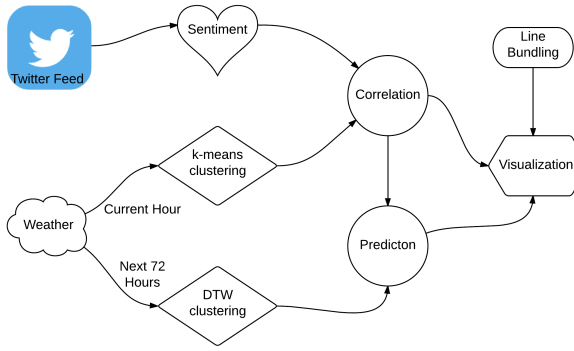 Twitter Feed
Sentiment
Correlation
Line
Bundling
Visualization
k-means
clustering
Current Hour
Weather
Next 72
Hours
DTW
clustering
Predicton